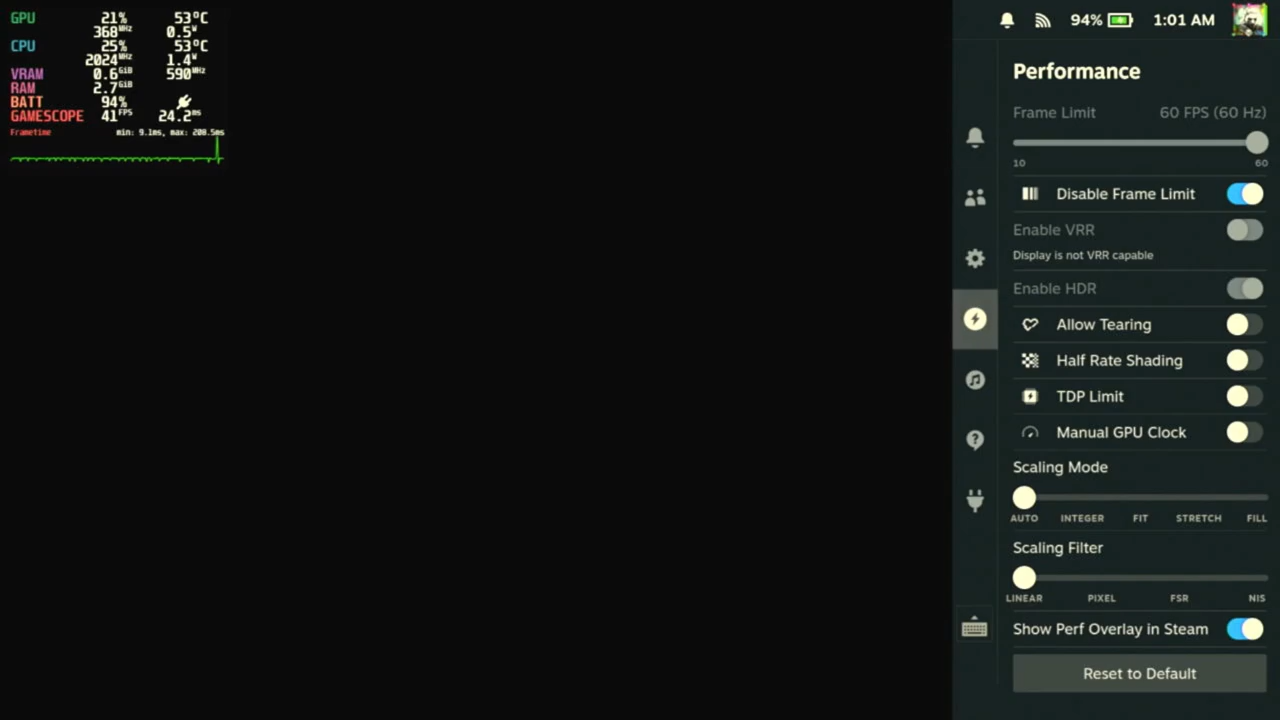 GPU 21% 53°C
368MHz 0.5W
CPU 25% 53°C
2024MHz 1.4W
VRAM 0.6GiB 590MHz
RAM 2.7GiB
BATT 94%
GAMESCOPE 41FPS 24.2ms
Frametime min: 9.1ms, max: 208.5ms
94% 1:01 AM
Performance
Frame Limit 60 FPS (60 Hz)
10 60
Disable Frame Limit
Enable VRR
Display is not VRR capable
Enable HDR
Allow Tearing
Half Rate Shading
TDP Limit
Manual GPU Clock
Scaling Mode
AUTO INTEGER FIT STRETCH FILL
Scaling Filter
LINEAR PIXEL FSR NIS
Show Perf Overlay in Steam
Reset to Default